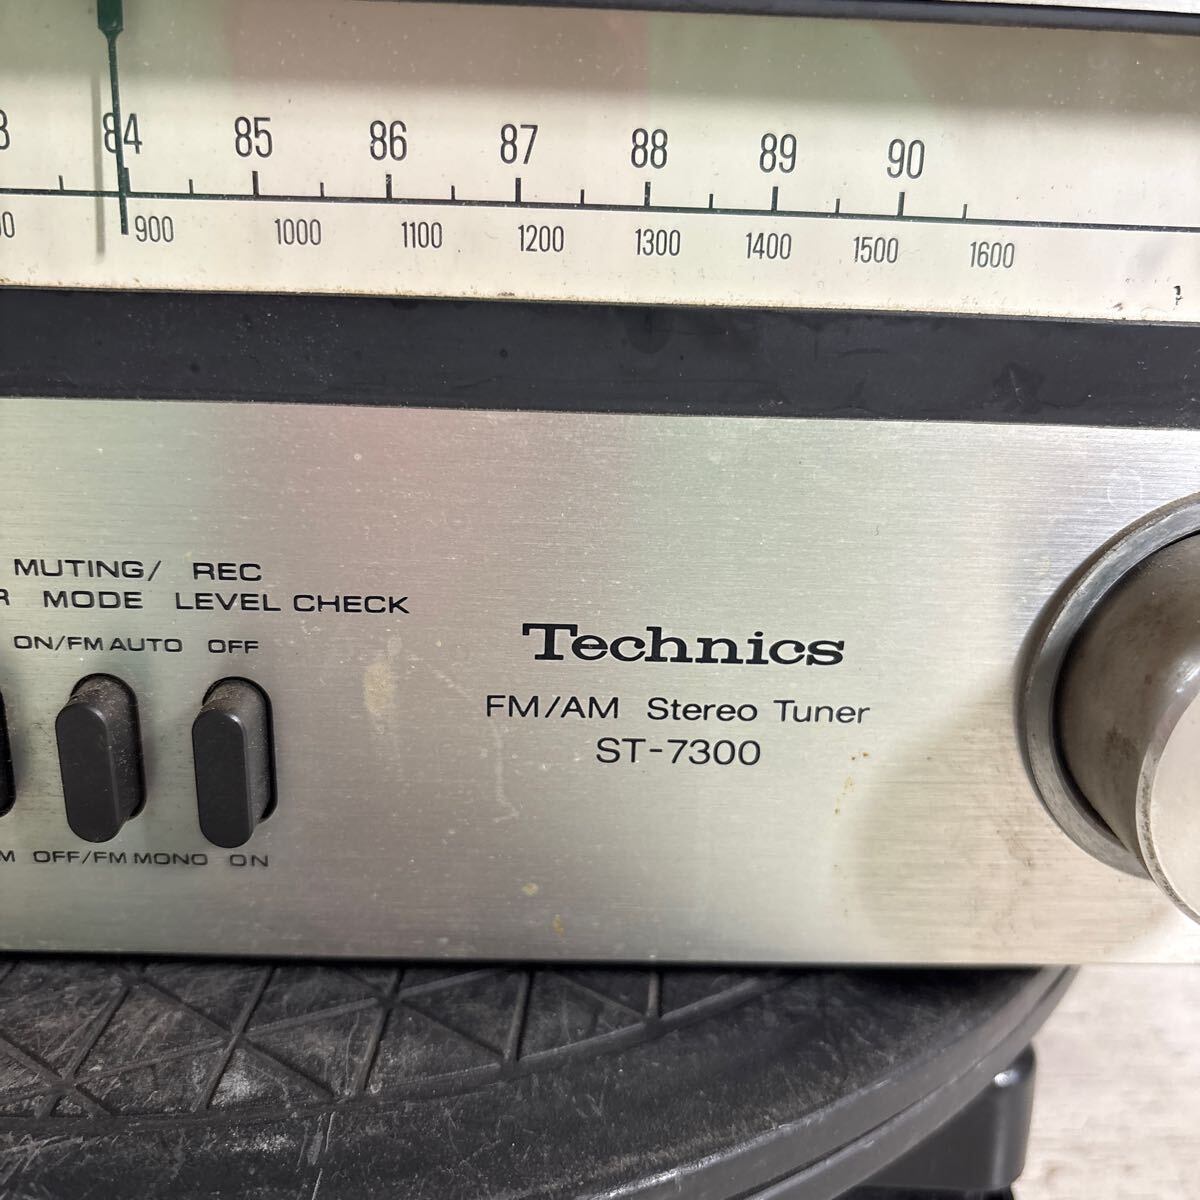 84 85 86 87 88 89 90
900 1000 1100 1200 1300 1400 1500 1600
MUTING/ REC
MODE LEVEL CHECK
ON/FM AUTO OFF
Technics
FM/AM Stereo Tuner
ST-7300
OFF/FM MONO ON